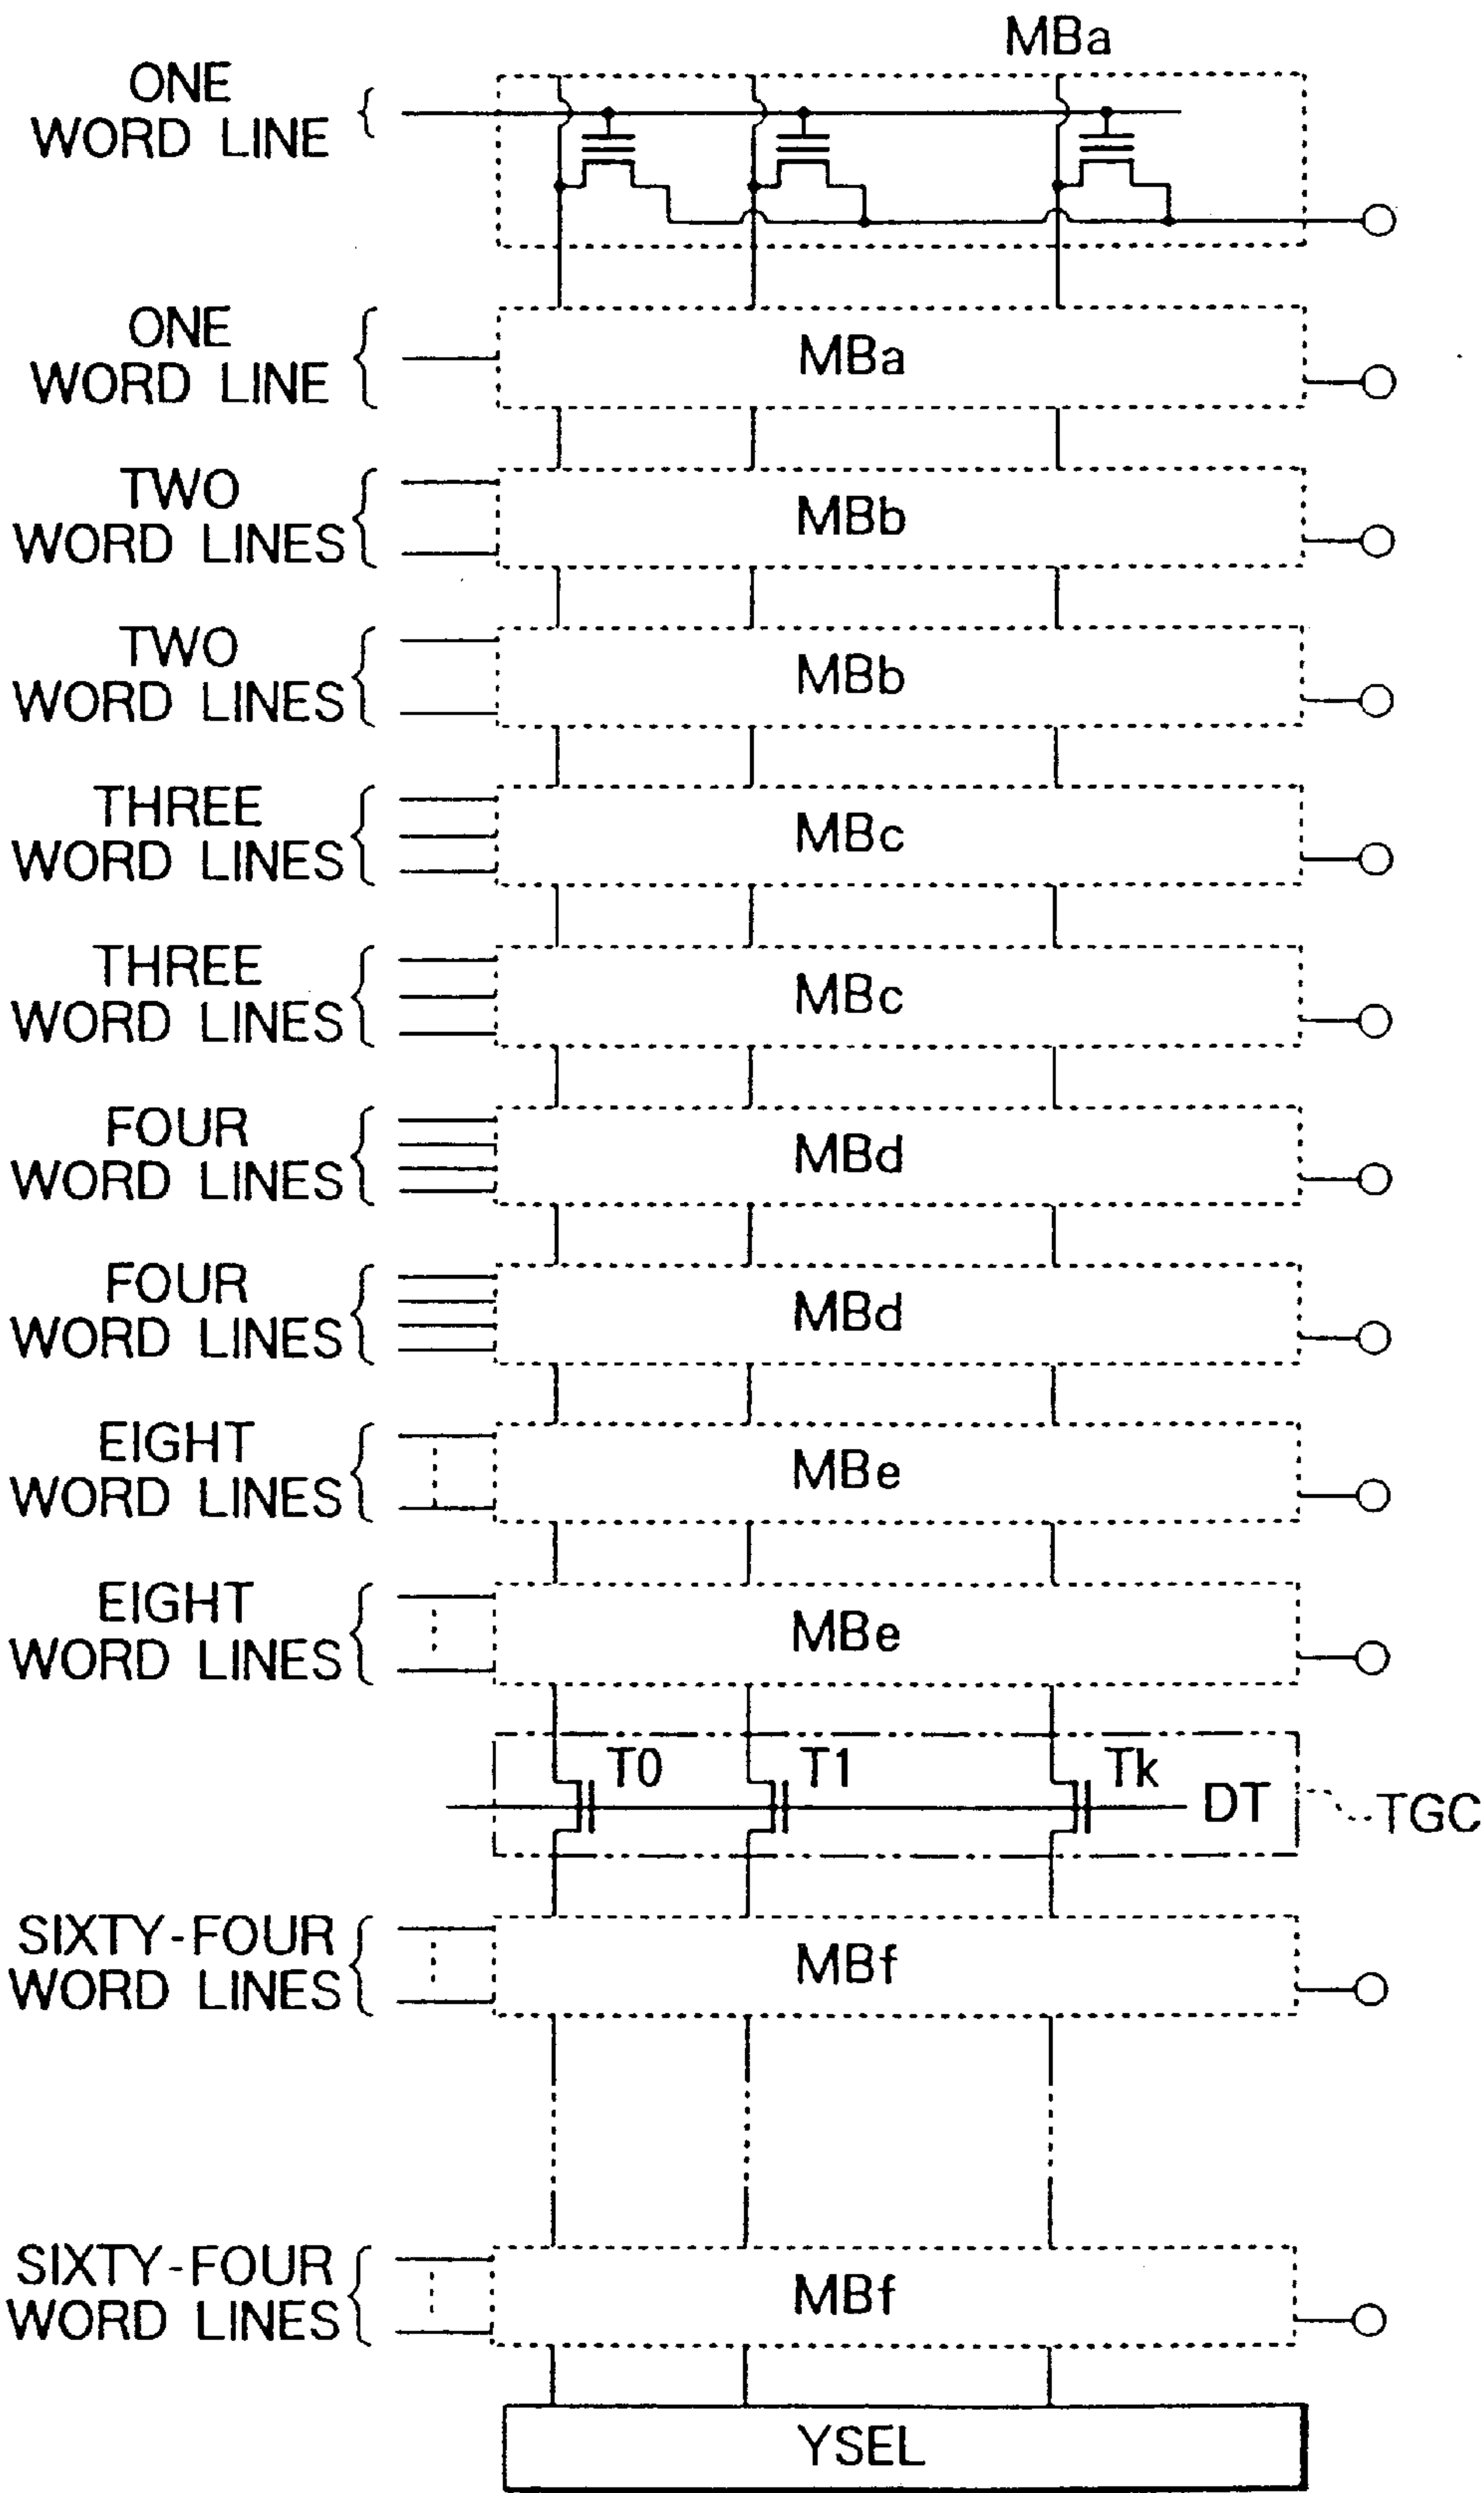 MBa
ONE
WORD LINE
ONE
WORD LINE
MBa
TWO
WORD LINES
MBb
TWO
WORD LINES
MBb
THREE
WORD LINES
MBc
THREE
WORD LINES
MBc
FOUR
WORD LINES
MBd
FOUR
WORD LINES
MBd
EIGHT
WORD LINES
MBe
EIGHT
WORD LINES
MBe
T0 T1 Tk
DT TGC
SIXTY-FOUR
WORD LINES
MBf
SIXTY-FOUR
WORD LINES
MBf
YSEL